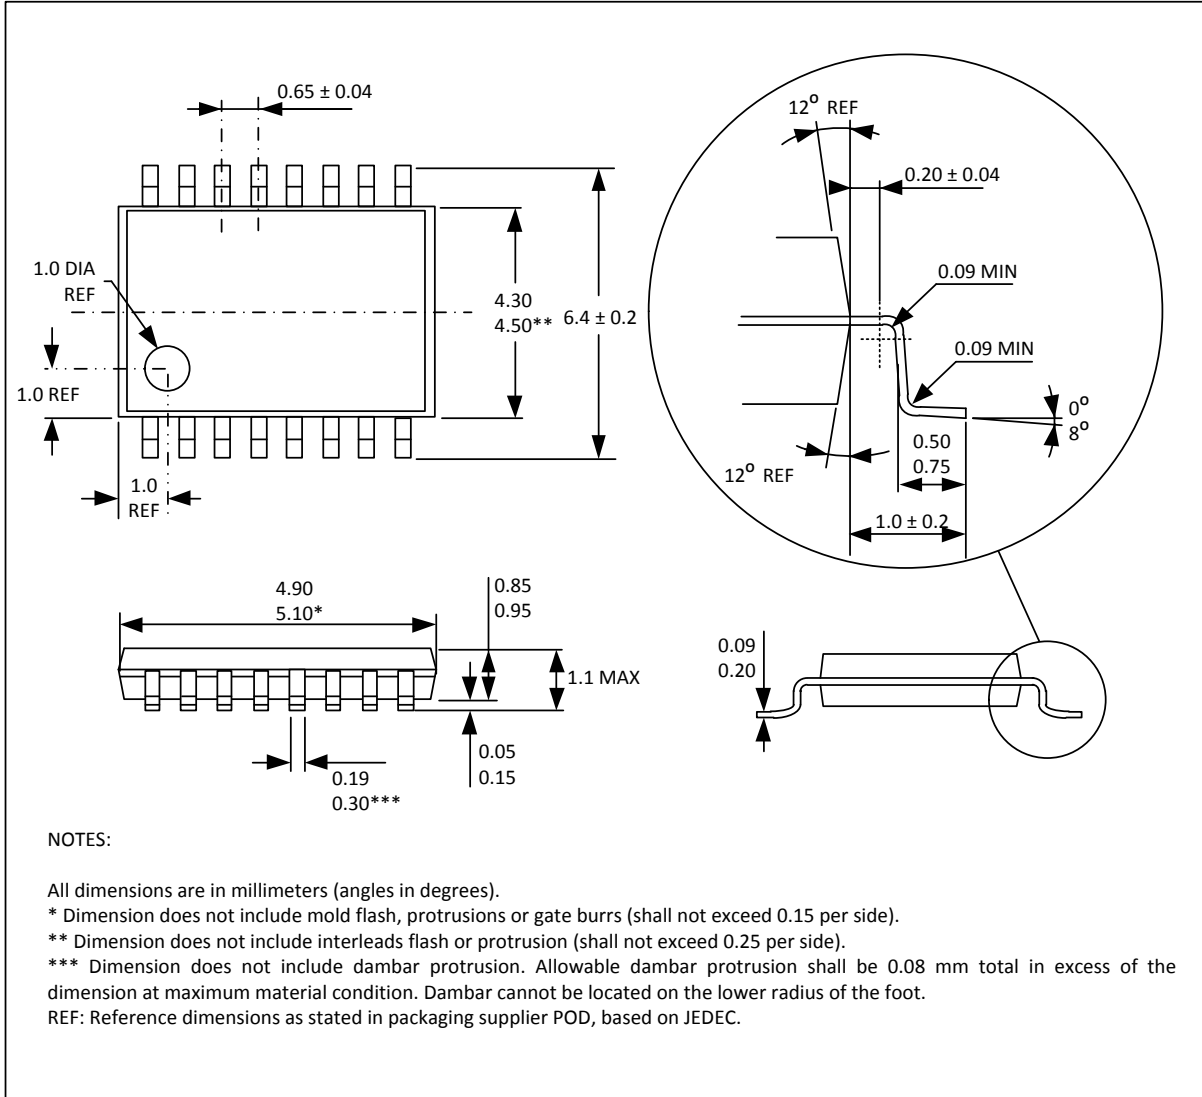 0.65 ± 0.04
1.0 DIA
REF
4.30
4.50**
6.4 ± 0.2
1.0 REF
1.0
REF
12° REF
0.20 ± 0.04
0.09 MIN
0.09 MIN
0°
8°
0.50
0.75
12° REF
1.0 ± 0.2
4.90
5.10*
0.85
0.95
1.1 MAX
0.05
0.15
0.19
0.30***
0.09
0.20
NOTES:
All dimensions are in millimeters (angles in degrees).
* Dimension does not include mold flash, protrusions or gate burrs (shall not exceed 0.15 per side).
** Dimension does not include interleads flash or protrusion (shall not exceed 0.25 per side).
*** Dimension does not include dambar protrusion. Allowable dambar protrusion shall be 0.08 mm total in excess of the
dimension at maximum material condition. Dambar cannot be located on the lower radius of the foot.
REF: Reference dimensions as stated in packaging supplier POD, based on JEDEC.